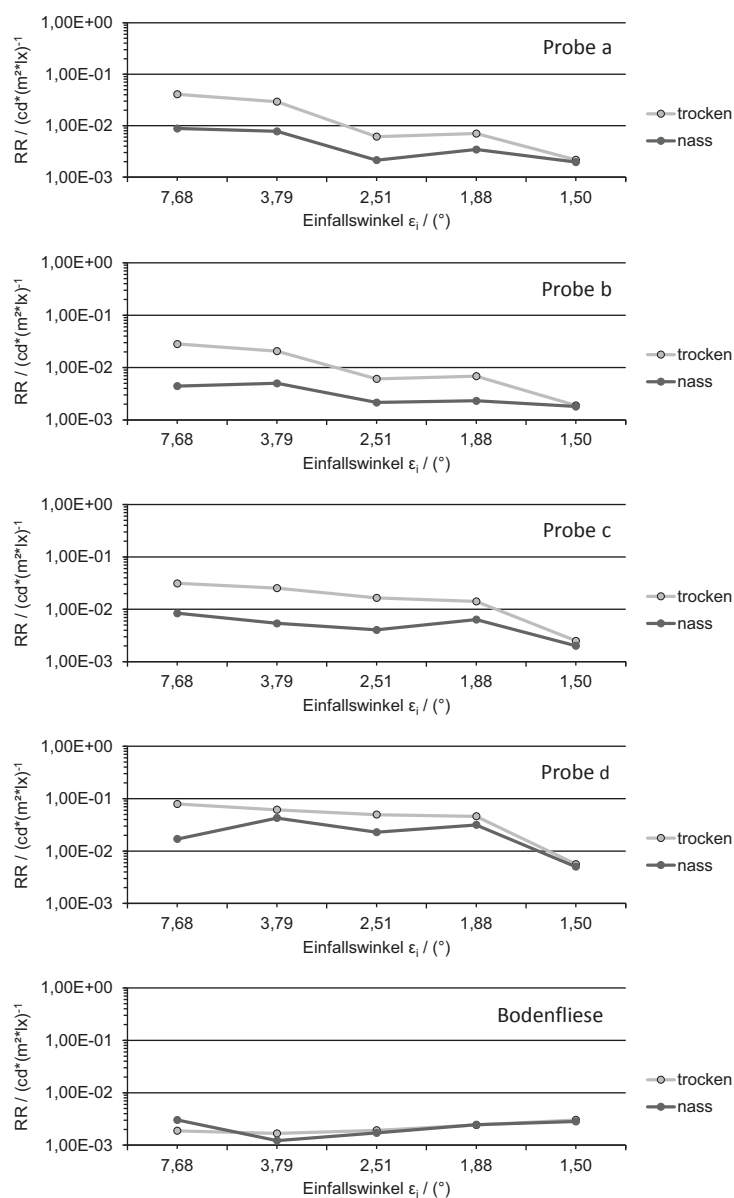 1,00E+00
1,00E-01
1,00E-02
1,00E-03
RR / (cd*(m²*lx)⁻¹
Probe a
trocken
nass
7,68 3,79 2,51 1,88 1,50
Einfallswinkel εᵢ / (°)
1,00E+00
1,00E-01
1,00E-02
1,00E-03
RR / (cd*(m²*lx)⁻¹
Probe b
trocken
nass
7,68 3,79 2,51 1,88 1,50
Einfallswinkel εᵢ / (°)
1,00E+00
1,00E-01
1,00E-02
1,00E-03
RR / (cd*(m²*lx)⁻¹
Probe c
trocken
nass
7,68 3,79 2,51 1,88 1,50
Einfallswinkel εᵢ / (°)
1,00E+00
1,00E-01
1,00E-02
1,00E-03
RR / (cd*(m²*lx)⁻¹
Probe d
trocken
nass
7,68 3,79 2,51 1,88 1,50
Einfallswinkel εᵢ / (°)
1,00E+00
1,00E-01
1,00E-02
1,00E-03
RR / (cd*(m²*lx)⁻¹
Bodenfliese
trocken
nass
7,68 3,79 2,51 1,88 1,50
Einfallswinkel εᵢ / (°)